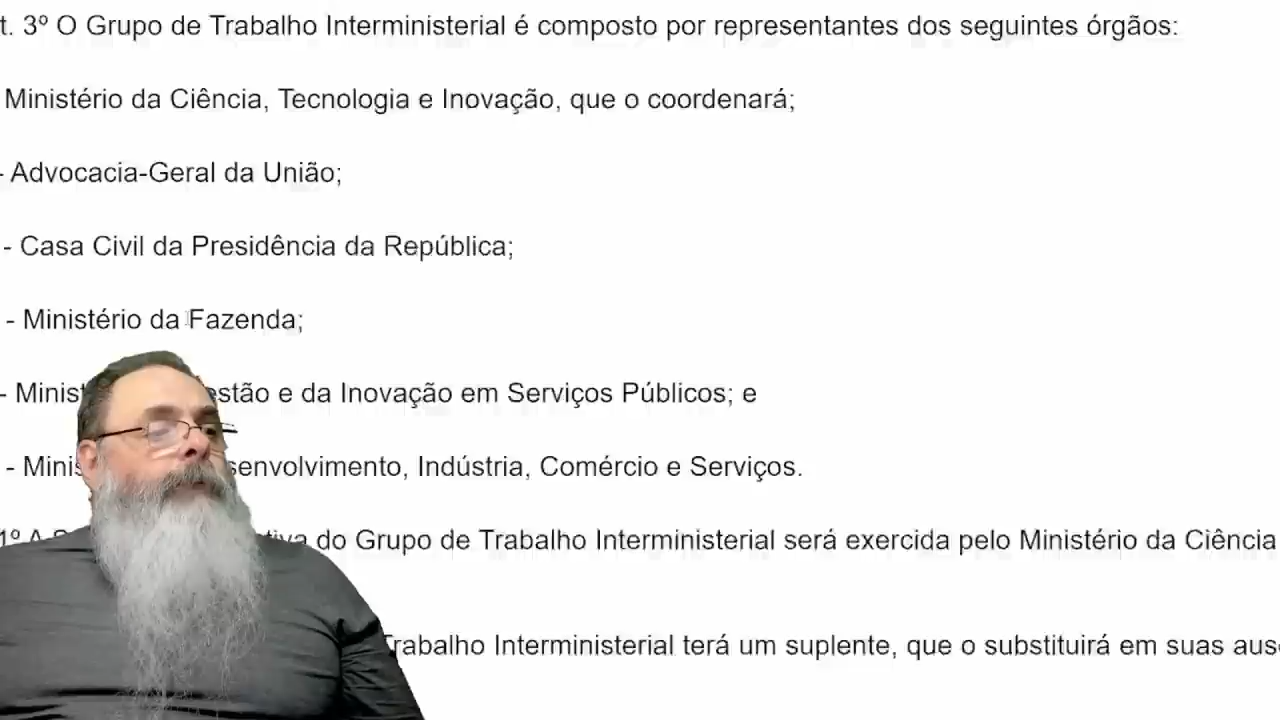 t. 3º O Grupo de Trabalho Interministerial é composto por representantes dos seguintes órgãos:
Ministério da Ciência, Tecnologia e Inovação, que o coordenará;
- Advocacia-Geral da União;
- Casa Civil da Presidência da República;
- Ministério da Fazenda;
- Minist estão e da Inovação em Serviços Públicos; e
- Minis senvolvimento, Indústria, Comércio e Serviços.
1º A S tiva do Grupo de Trabalho Interministerial será exercida pelo Ministério da Ciência
Trabalho Interministerial terá um suplente, que o substituirá em suas aus